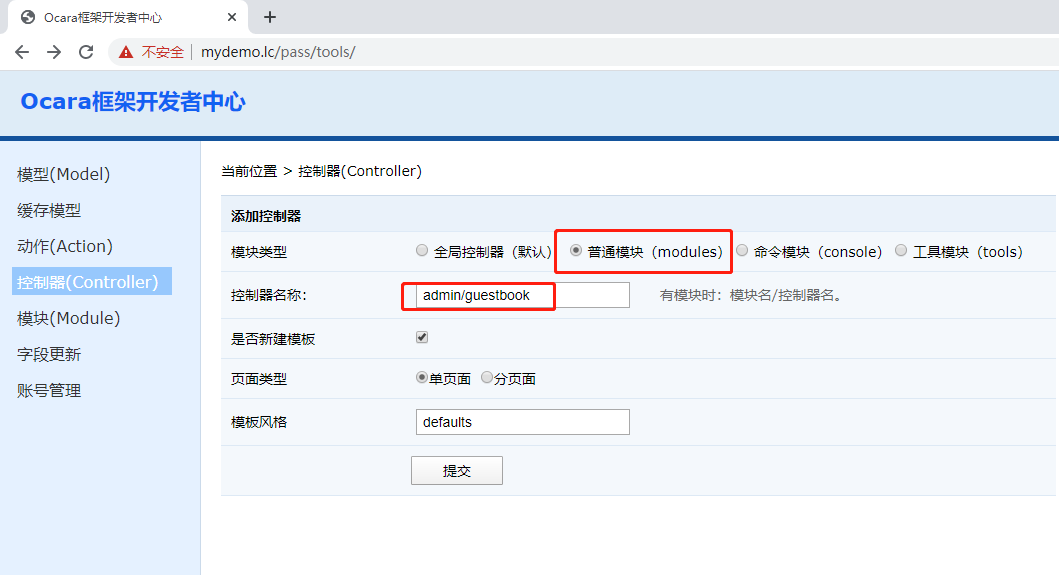 Ocara框架开发者中心
不安全 mydemo.lc/pass/tools/
Ocara框架开发者中心
模型(Model)
缓存模型
动作(Action)
控制器(Controller)
模块(Module)
字段更新
账号管理
当前位置 > 控制器(Controller)
添加控制器
模块类型 全局控制器（默认） 普通模块（modules） 命令模块（console） 工具模块（tools）
控制器名称： admin/guestbook 有模块时：模块名/控制器名。
是否新建模板
页面类型 单页面 分页面
模板风格 defaults
提交